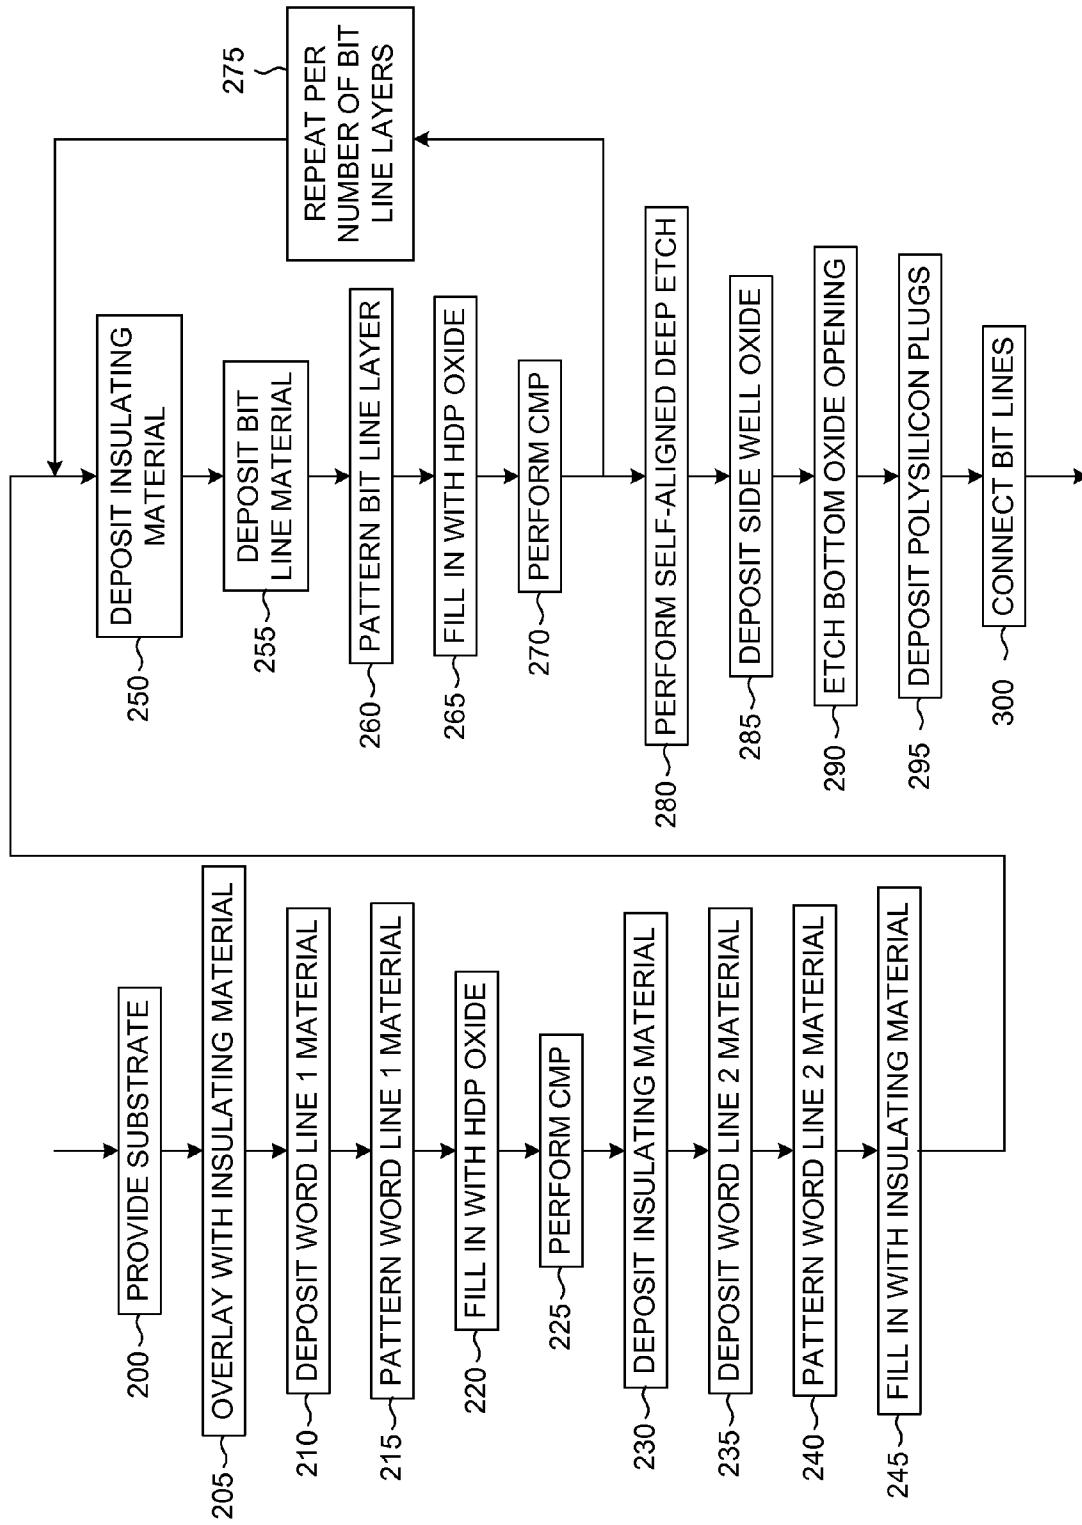 200
PROVIDE SUBSTRATE
205
OVERLAY WITH INSULATING MATERIAL
210
DEPOSIT WORD LINE 1 MATERIAL
215
PATTERN WORD LINE 1 MATERIAL
220
FILL IN WITH HDP OXIDE
225
PERFORM CMP
230
DEPOSIT INSULATING MATERIAL
235
DEPOSIT WORD LINE 2 MATERIAL
240
PATTERN WORD LINE 2 MATERIAL
245
FILL IN WITH INSULATING MATERIAL
250
DEPOSIT INSULATING
MATERIAL
255
DEPOSIT BIT
LINE MATERIAL
260
PATTERN BIT LINE LAYER
265
FILL IN WITH HDP OXIDE
270
PERFORM CMP
275
REPEAT PER
NUMBER OF BIT
LINE LAYERS
280
PERFORM SELF-ALIGNED DEEP ETCH
285
DEPOSIT SIDE WELL OXIDE
290
ETCH BOTTOM OXIDE OPENING
295
DEPOSIT POLYSILICON PLUGS
300
CONNECT BIT LINES